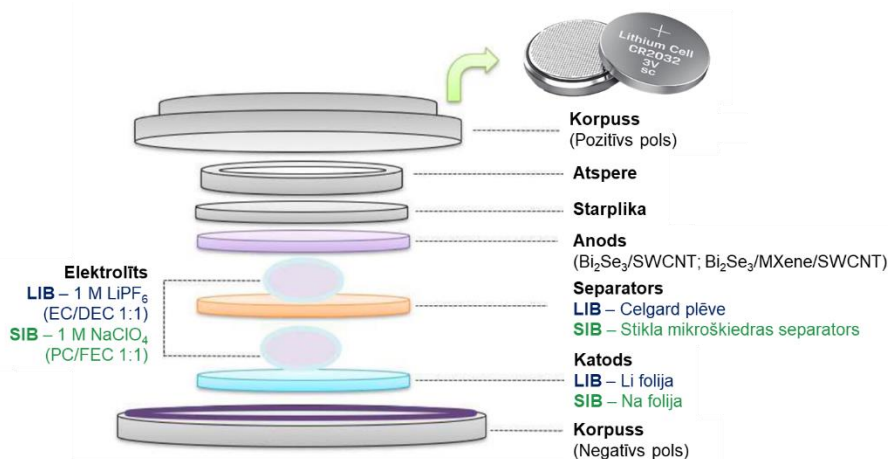 Lithium Cell
CR2032
3V
SC
Korpuss
(Pozitīvs pols)
Atspere
Starplika
Anods
(Bi₂Se₃/SWCNT; Bi₂Se₃/MXene/SWCNT)
Elektrolīts
LIB – 1 M LiPF₆
(EC/DEC 1:1)
SIB – 1 M NaClO₄
(PC/FEC 1:1)
Separators
LIB – Celgard plēve
SIB – Stikla mikrošķiedras separators
Katods
LIB – Li folija
SIB – Na folija
Korpuss
(Negatīvs pols)